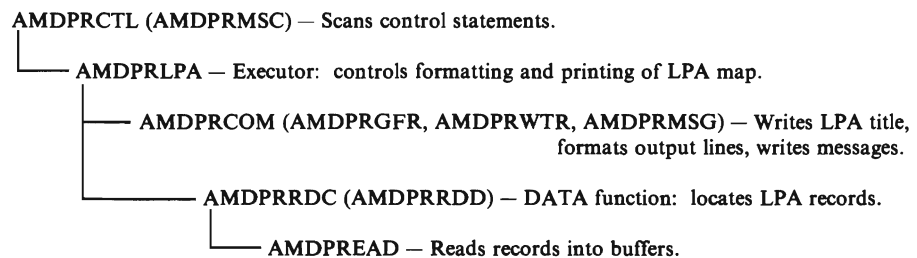 AMDPRCTL (AMDPRMSC) — Scans control statements.
AMDPRLPA — Executor: controls formatting and printing of LPA map.
AMDPRCOM (AMDPRGFR, AMDPRWTR, AMDPRMSG) — Writes LPA title,
formats output lines, writes messages.
AMDPRRDC (AMDPRRDD) — DATA function: locates LPA records.
AMDPREAD — Reads records into buffers.